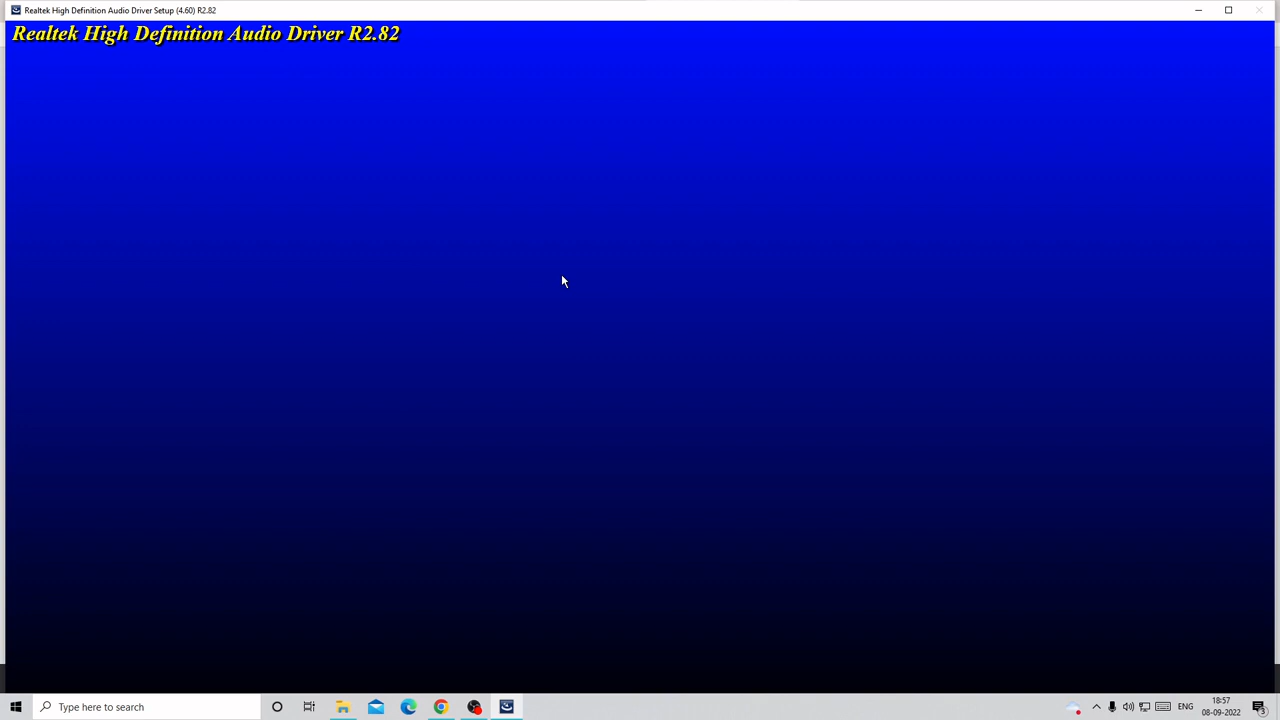 Realtek High Definition Audio Driver Setup (4.60) R2.82
Realtek High Definition Audio Driver R2.82
Type here to search
ENG
18:57
08-09-2022
3